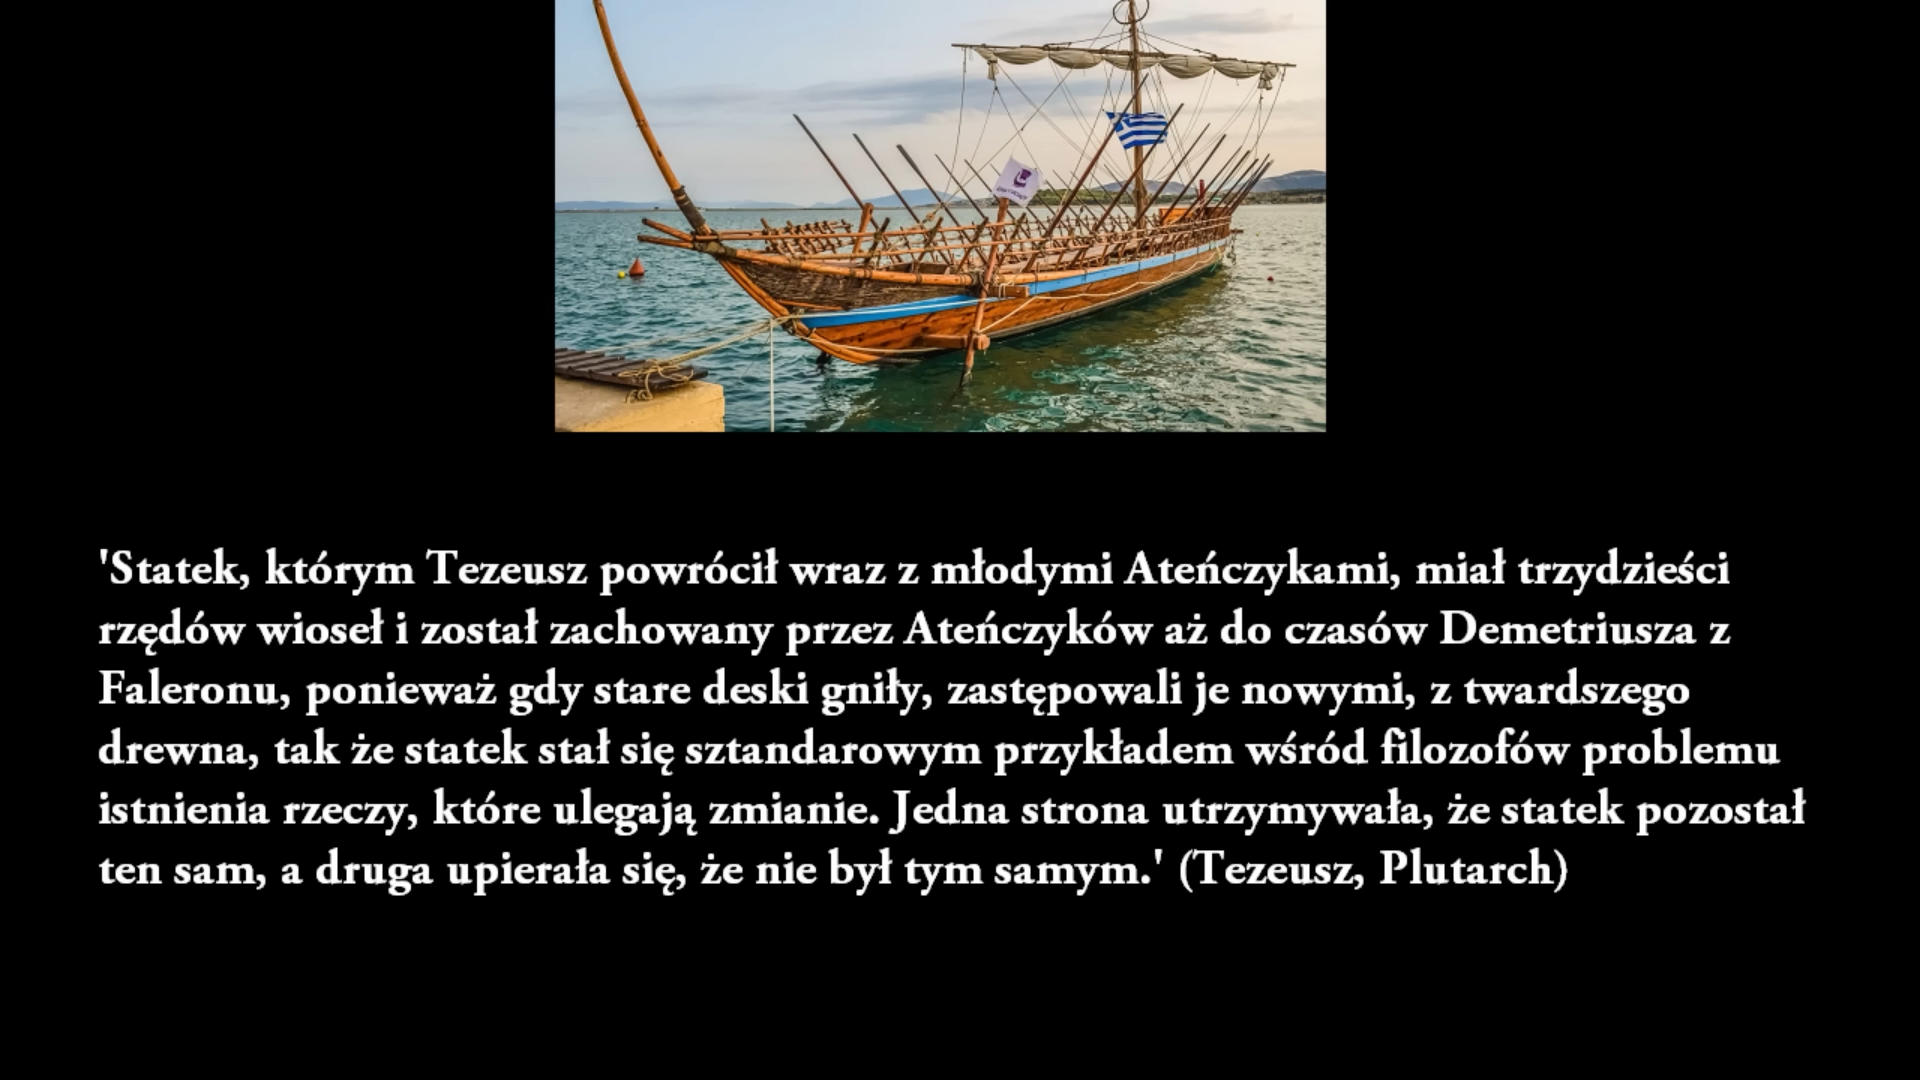 'Statek, którym Tezeusz powrócił wraz z młodymi Ateńczykami, miał trzydzieści
rzędów wioseł i został zachowany przez Ateńczyków aż do czasów Demetriusza z
Faleronu, ponieważ gdy stare deski gniły, zastępowali je nowymi, z twardszego
drewna, tak że statek stał się sztandarowym przykładem wśród filozofów problemu
istnienia rzeczy, które ulegają zmianie. Jedna strona utrzymywała, że statek pozostał
ten sam, a druga upierała się, że nie był tym samym.' (Tezeusz, Plutarch)